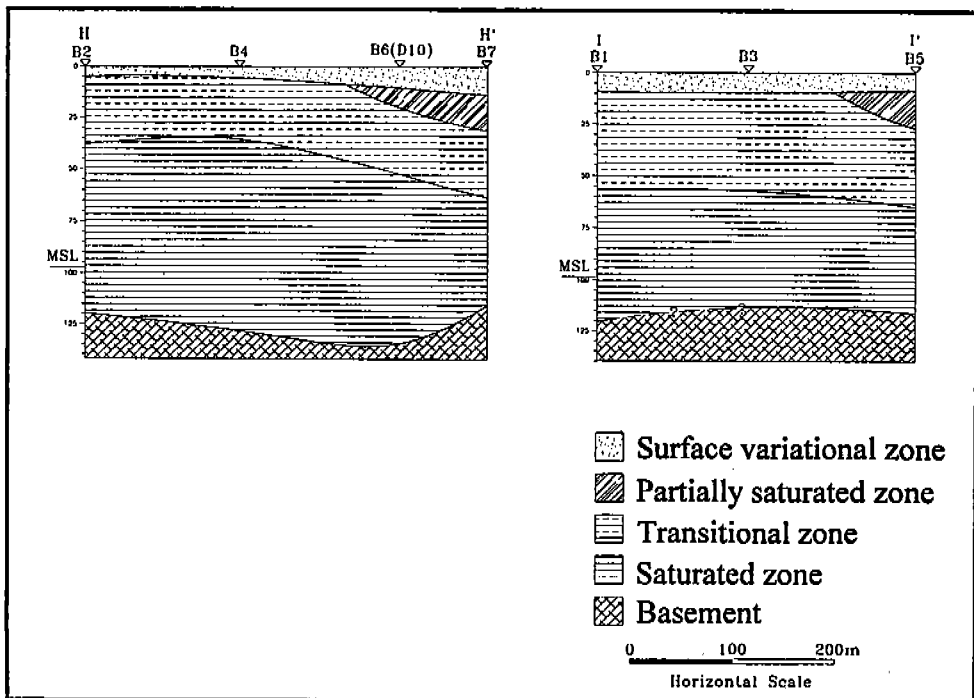 H H'
B2 B4 B6(D10) B7
0
25
50
75
MSL
100
125
I I'
B1 B3 B5
0
25
50
75
MSL
100
125
Surface variational zone
Partially saturated zone
Transitional zone
Saturated zone
Basement
0 100 200m
Horizontal Scale